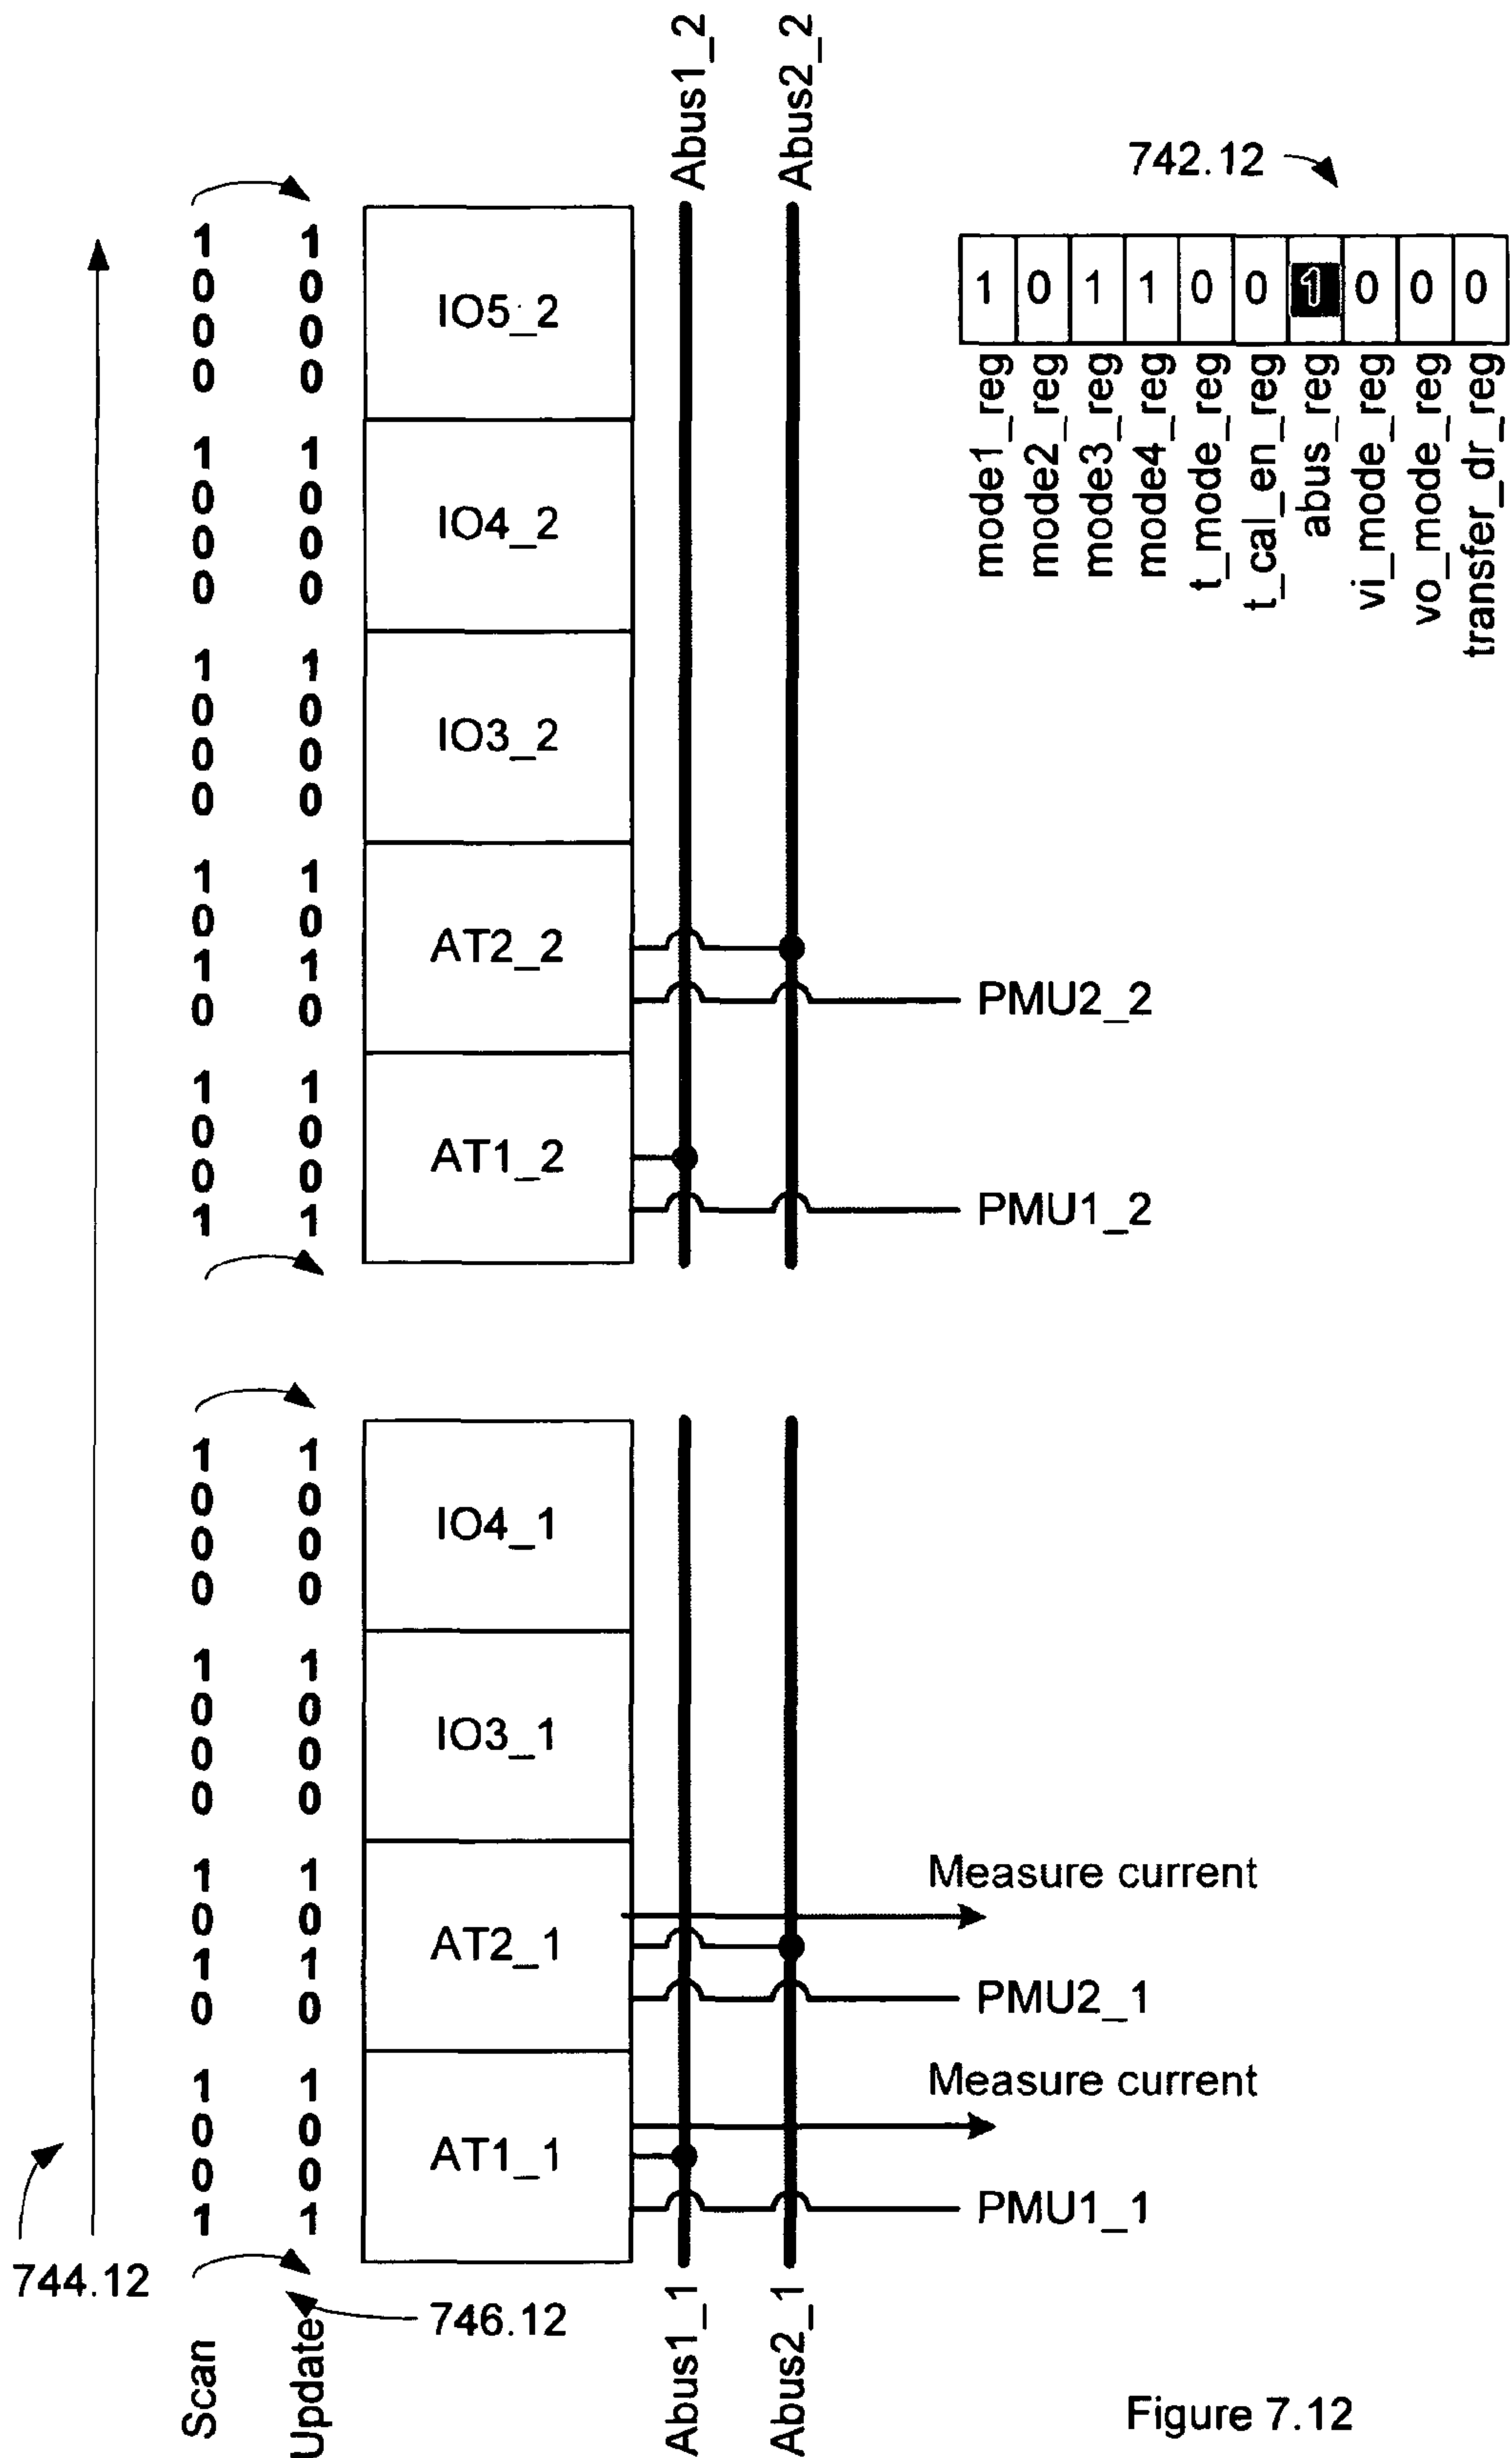 Abus1_2
Abus2_2
742.12
1 0 1 1 0 0 1 0 0 0
mode1_reg
mode2_reg
mode3_reg
mode4_reg
t_mode_reg
t_cal_en_reg
abus_reg
vi_mode_reg
vo_mode_reg
transfer_dr_reg
1 1
0 0
0 0
0 0
IO5_2
1 1
0 0
0 0
0 0
IO4_2
1 1
0 0
0 0
0 0
IO3_2
1 1
0 0
1 1
0 0
AT2_2
PMU2_2
1 1
0 0
0 0
1 1
AT1_2
PMU1_2
1 1
0 0
0 0
0 0
IO4_1
1 1
0 0
0 0
0 0
IO3_1
1 1
0 0
1 1
0 0
AT2_1
Measure current
PMU2_1
1 1
0 0
0 0
1 1
AT1_1
Measure current
PMU1_1
744.12
746.12
Scan
Update
Abus1_1
Abus2_1
Figure 7.12